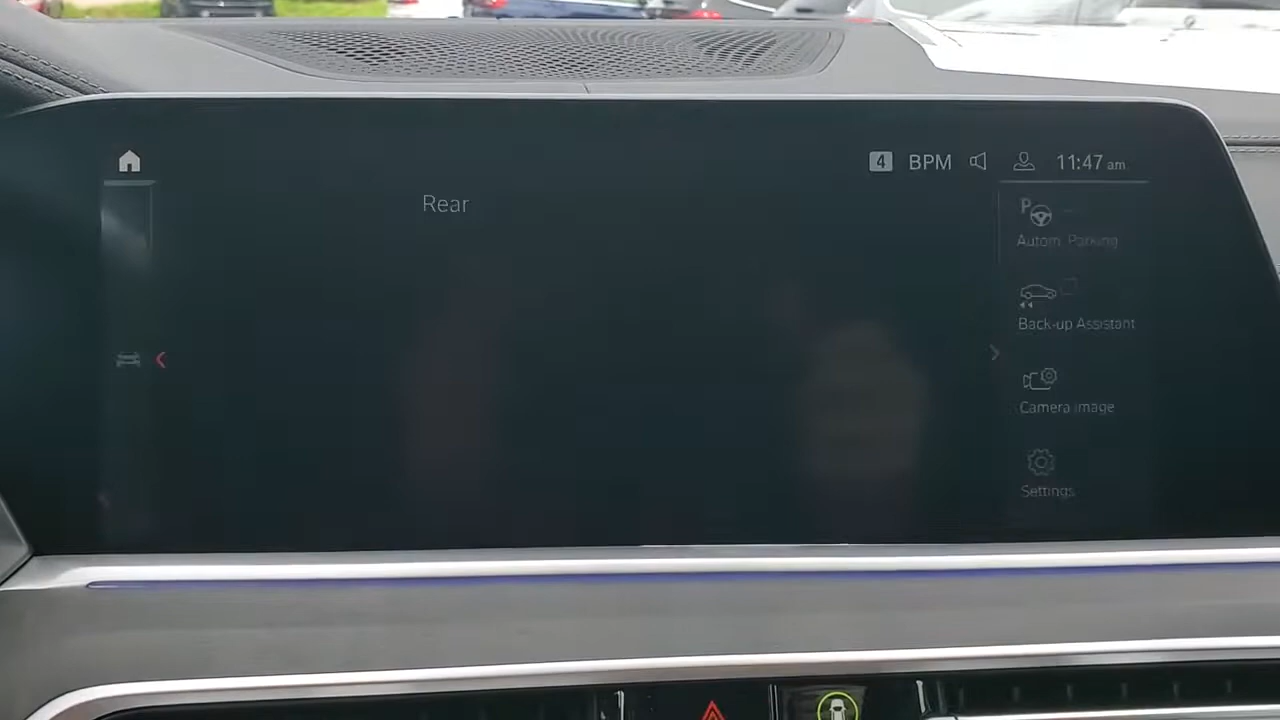 4 BPM 11:47 am
Rear
P
Autom. Parking
Back-up Assistant
Camera image
Settings